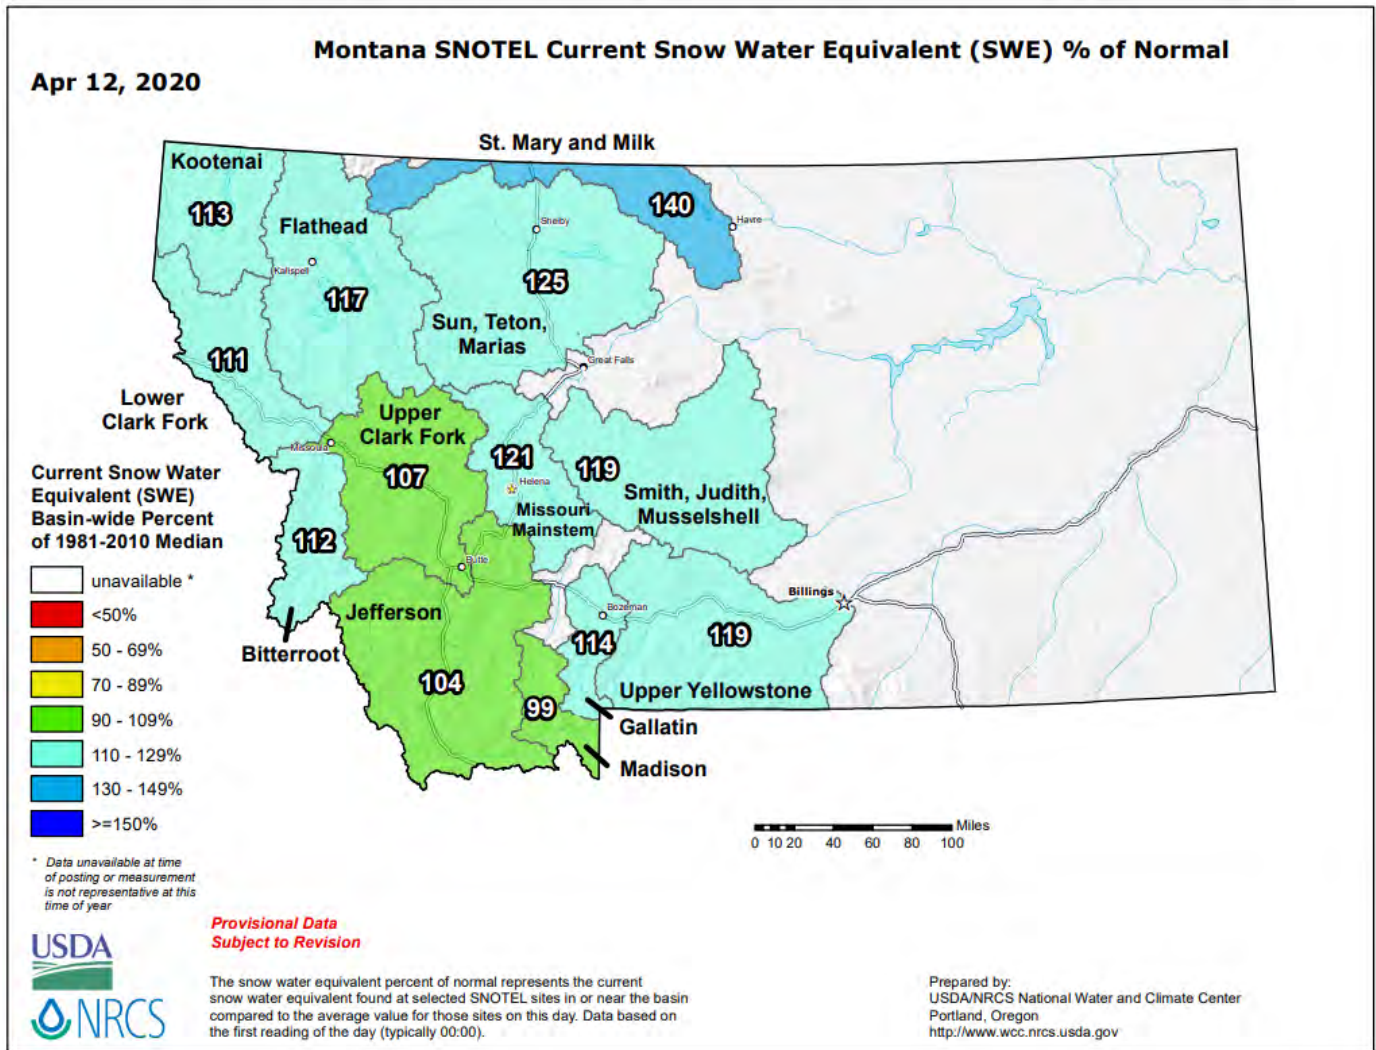 Montana SNOTEL Current Snow Water Equivalent (SWE) % of Normal
Apr 12, 2020
St. Mary and Milk
Kootenai
113
Flathead
Kalispell
117
Shelby
140
Havre
125
Sun, Teton,
Marias
Great Falls
111
Lower
Clark Fork
Upper
Clark Fork
Missoula
107
121
Helena
Missouri
Mainstem
119
Smith, Judith,
Musselshell
112
Butte
Bitterroot
Jefferson
104
Bozeman
114
99
119
Billings
Upper Yellowstone
Gallatin
Madison
Current Snow Water
Equivalent (SWE)
Basin-wide Percent
of 1981-2010 Median
unavailable *
<50%
50 - 69%
70 - 89%
90 - 109%
110 - 129%
130 - 149%
>=150%
* Data unavailable at time
of posting or measurement
is not representative at this
time of year
Miles
0 10 20 40 60 80 100
Provisional Data
Subject to Revision
USDA
NRCS
The snow water equivalent percent of normal represents the current
snow water equivalent found at selected SNOTEL sites in or near the basin
compared to the average value for those sites on this day. Data based on
the first reading of the day (typically 00:00).
Prepared by:
USDA/NRCS National Water and Climate Center
Portland, Oregon
http://www.wcc.nrcs.usda.gov